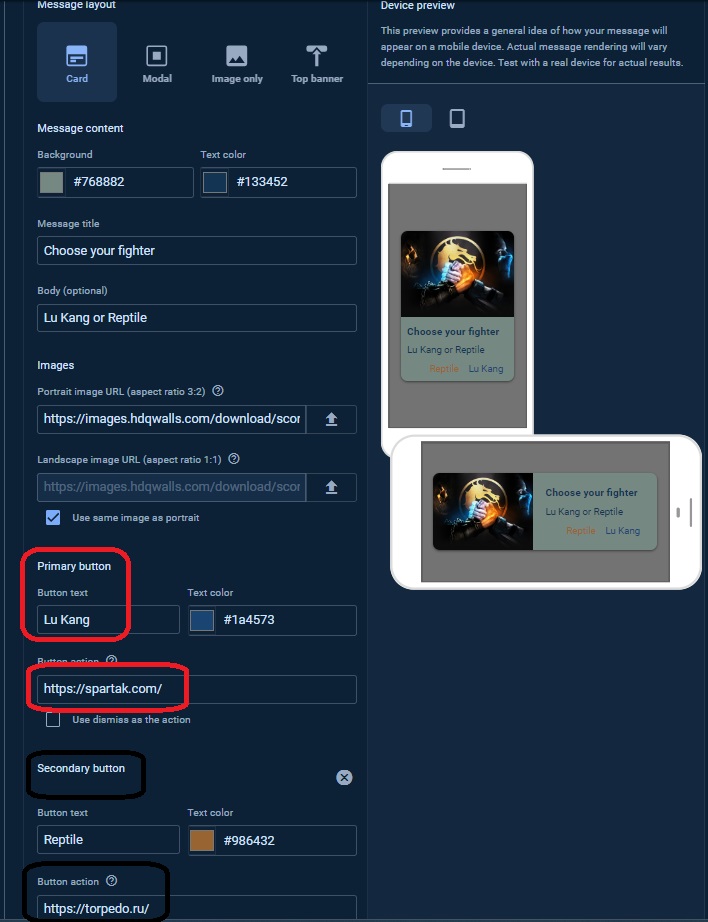 Message layout
Card
Modal
Image only
Top banner
Message content
Background
Text color
#768882
#133452
Message title
Choose your fighter
Body (optional)
Lu Kang or Reptile
Images
Portrait image URL (aspect ratio 3:2)
https://images.hdqwalls.com/download/scor
Landscape image URL (aspect ratio 1:1)
https://images.hdqwalls.com/download/scor
Use same image as portrait
Primary button
Button text
Text color
Lu Kang
#1a4573
Button action
https://spartak.com/
Use dismiss as the action
Secondary button
Button text
Text color
Reptile
#986432
Button action
https://torpedo.ru/
Device preview
This preview provides a general idea of how your message will
appear on a mobile device. Actual message rendering will vary
depending on the device. Test with a real device for actual results.
Choose your fighter
Lu Kang or Reptile
Reptile Lu Kang
Choose your fighter
Lu Kang or Reptile
Reptile Lu Kang